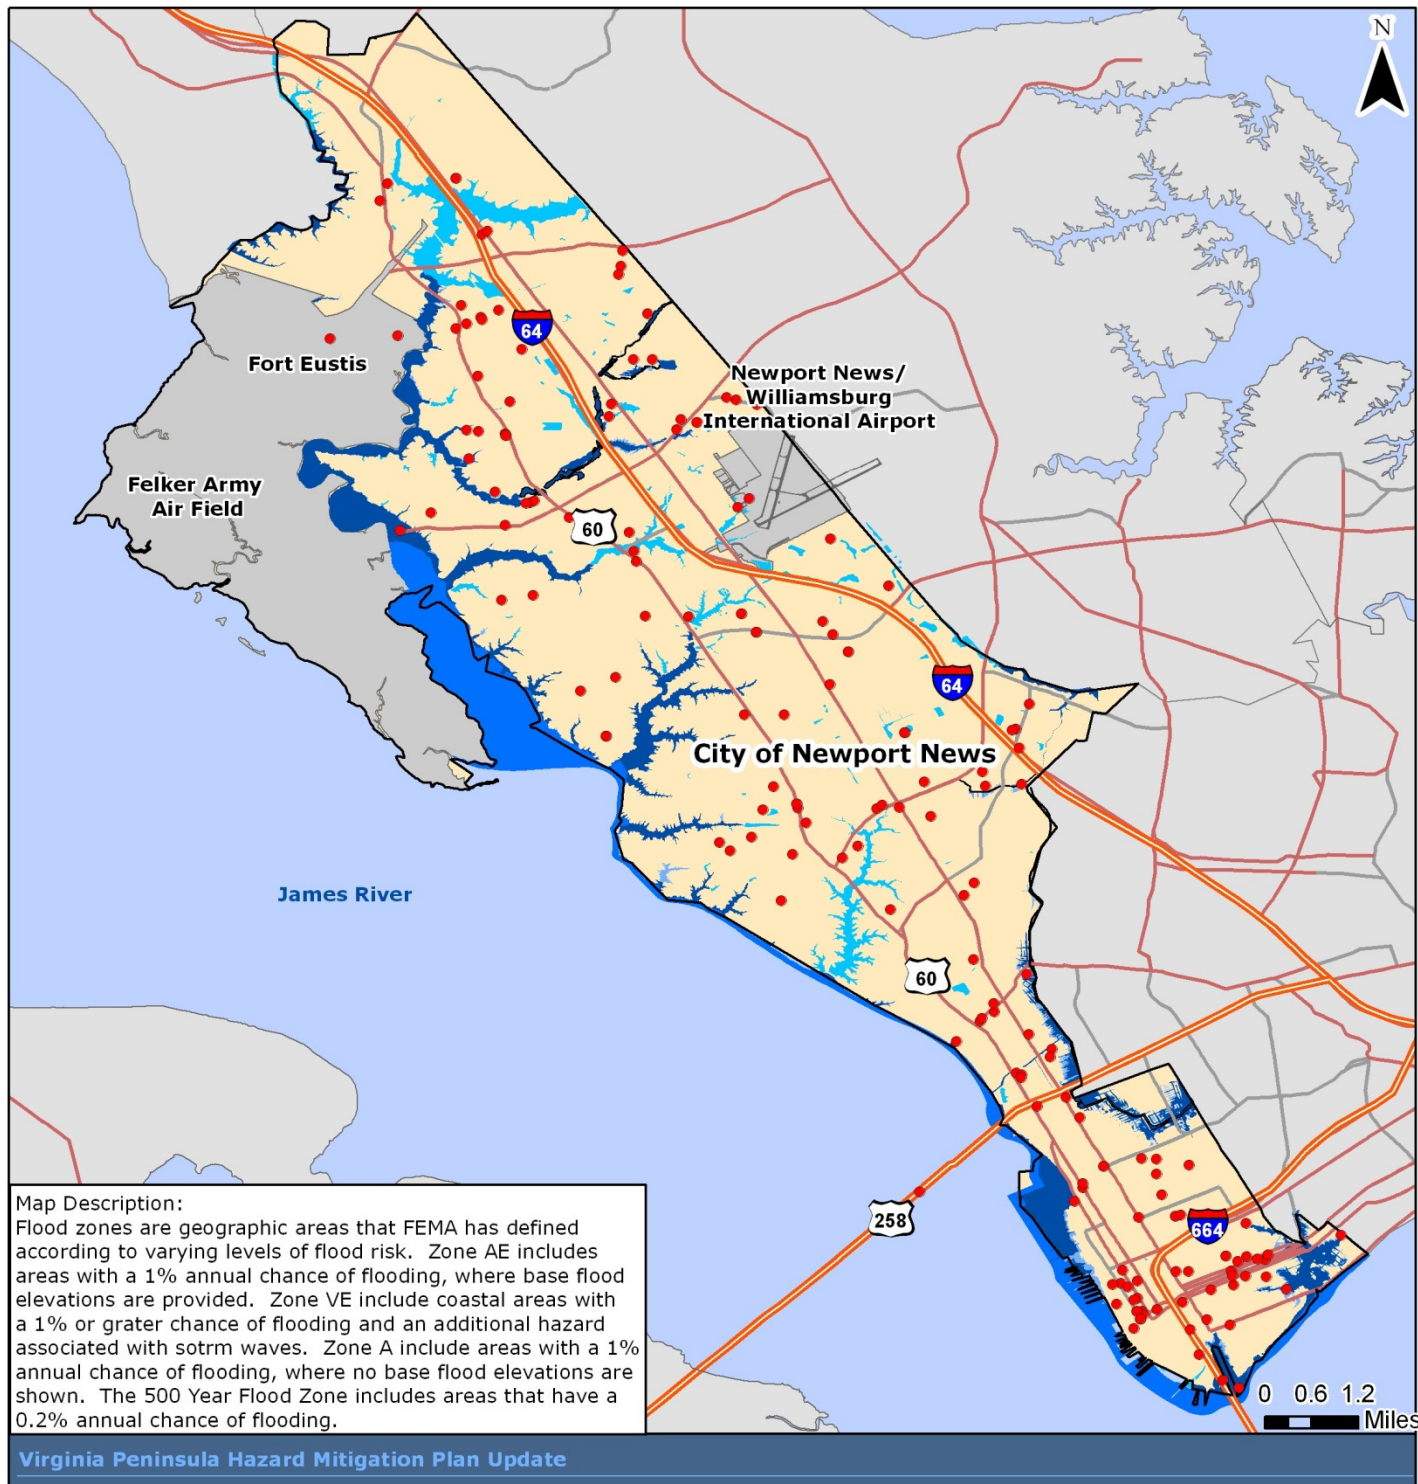 N
64
Fort Eustis
Newport News/
Williamsburg
International Airport
Felker Army
Air Field
60
64
City of Newport News
James River
60
258
664
Map Description:
Flood zones are geographic areas that FEMA has defined
according to varying levels of flood risk.  Zone AE includes
areas with a 1% annual chance of flooding, where base flood
elevations are provided.  Zone VE include coastal areas with
a 1% or grater chance of flooding and an additional hazard
associated with sotrm waves.  Zone A include areas with a 1%
annual chance of flooding, where no base flood elevations are
shown.  The 500 Year Flood Zone includes areas that have a
0.2% annual chance of flooding.
0 0.6 1.2
Miles
Virginia Peninsula Hazard Mitigation Plan Update